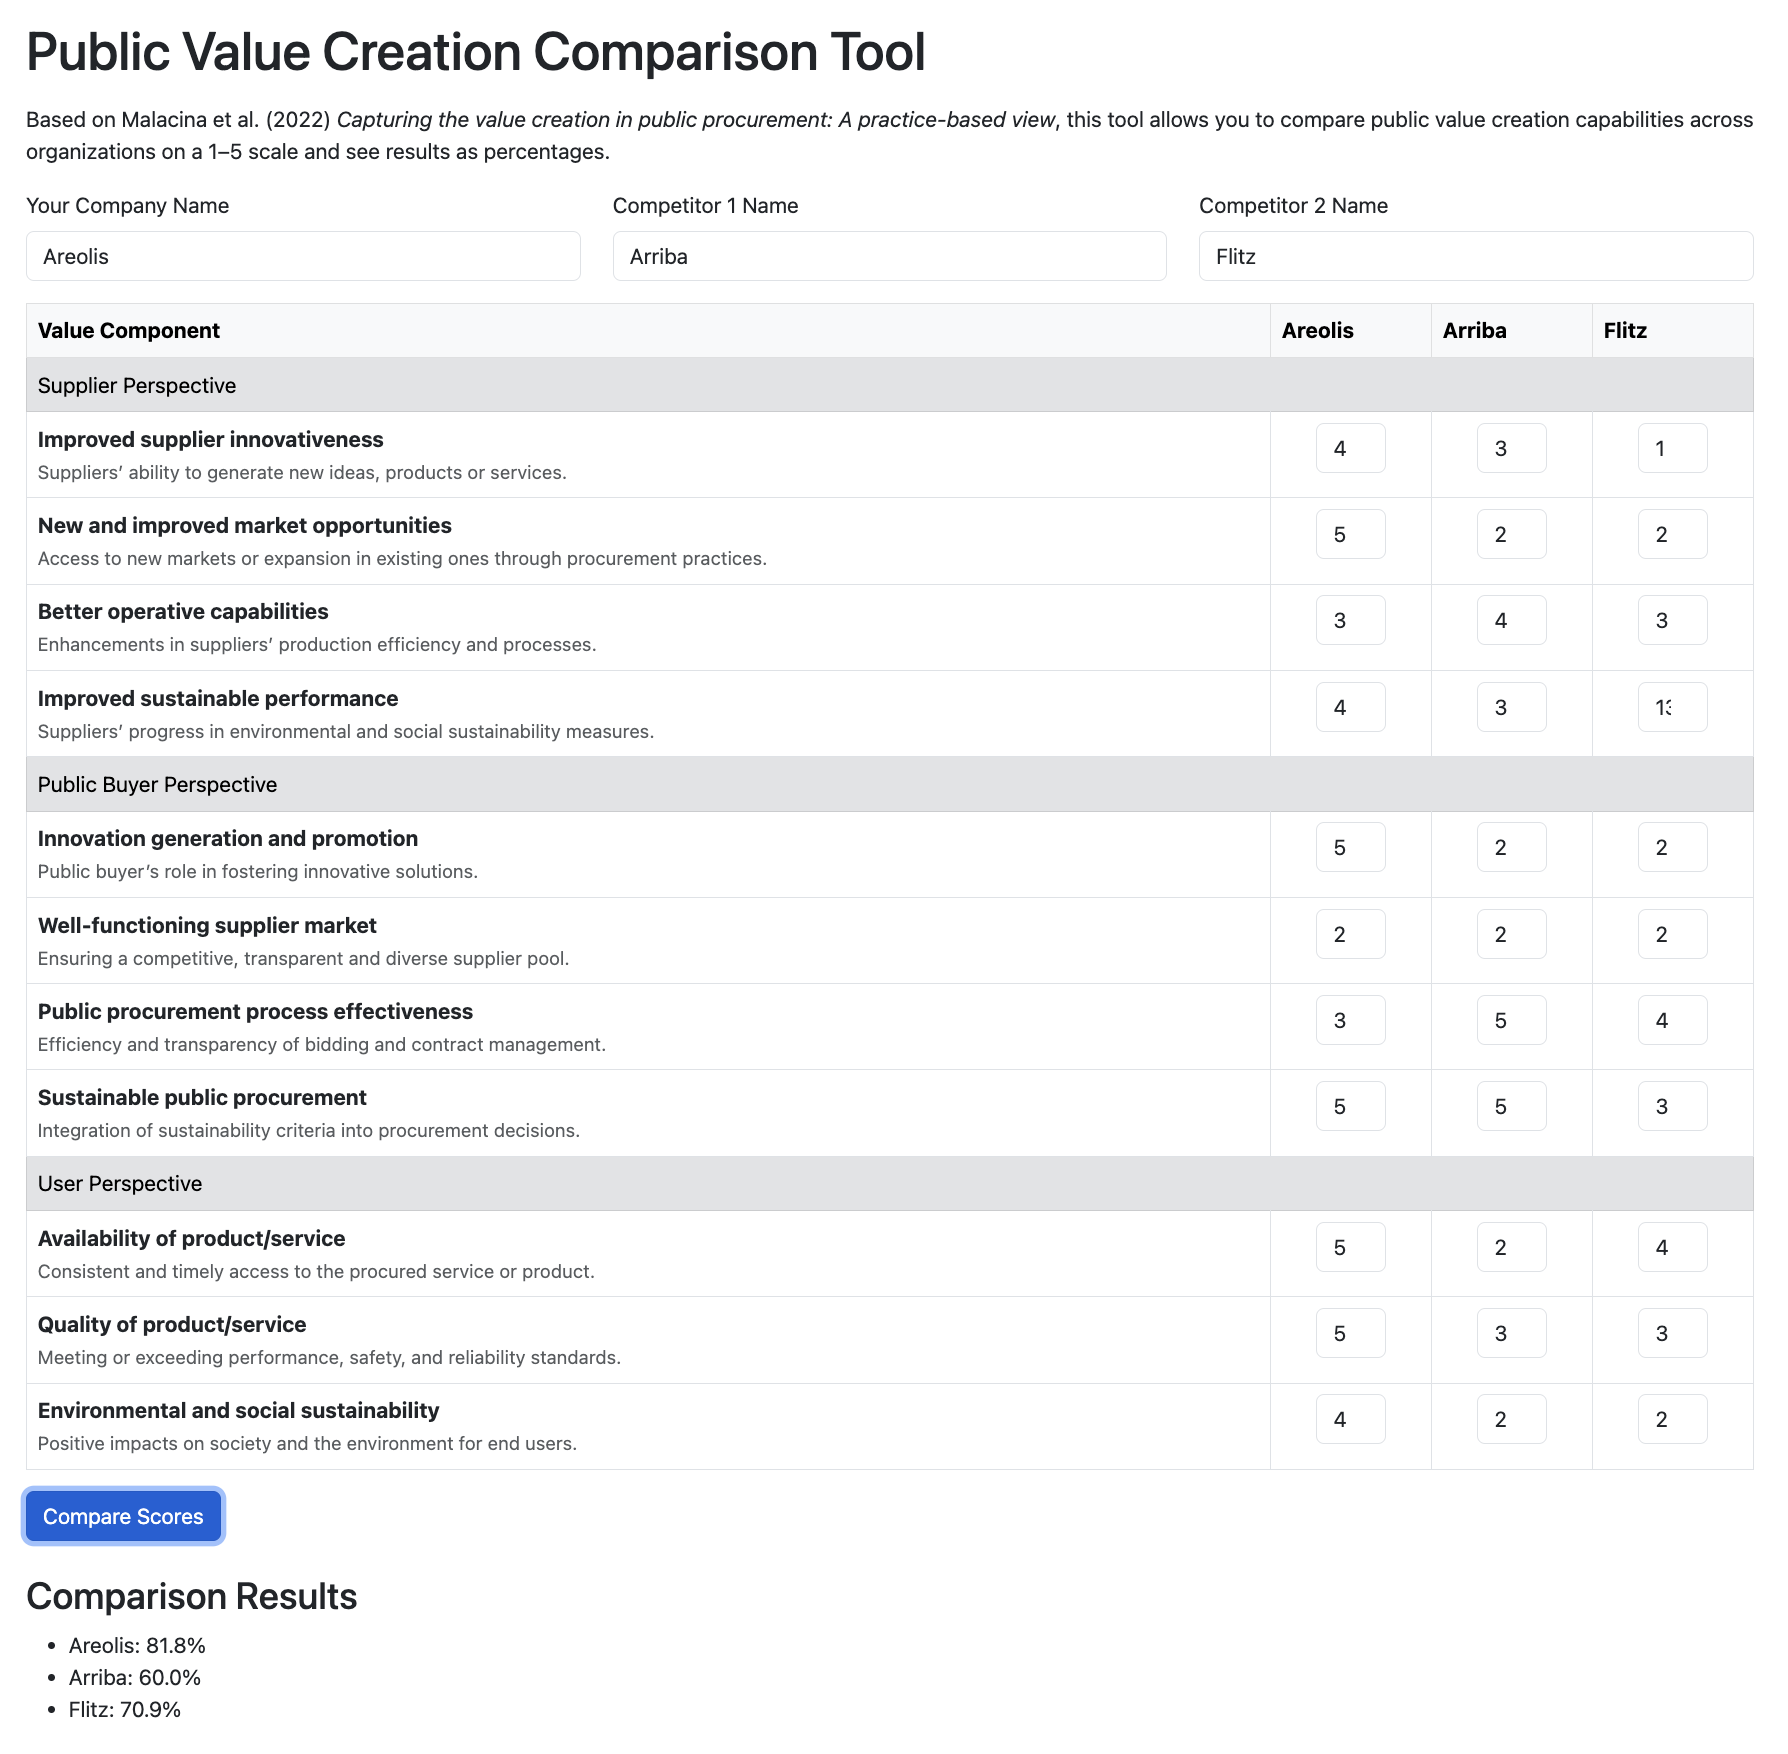 Public Value Creation Comparison Tool
Based on Malacina et al. (2022) Capturing the value creation in public procurement: A practice-based view, this tool allows you to compare public value creation capabilities across
organizations on a 1–5 scale and see results as percentages.
Your Company Name Competitor 1 Name Competitor 2 Name
Areolis Arriba Flitz
Value Component Areolis Arriba Flitz
Supplier Perspective
Improved supplier innovativeness 4 3 1
Suppliers’ ability to generate new ideas, products or services.
New and improved market opportunities 5 2 2
Access to new markets or expansion in existing ones through procurement practices.
Better operative capabilities 3 4 3
Enhancements in suppliers’ production efficiency and processes.
Improved sustainable performance 4 3 13
Suppliers’ progress in environmental and social sustainability measures.
Public Buyer Perspective
Innovation generation and promotion 5 2 2
Public buyer’s role in fostering innovative solutions.
Well-functioning supplier market 2 2 2
Ensuring a competitive, transparent and diverse supplier pool.
Public procurement process effectiveness 3 5 4
Efficiency and transparency of bidding and contract management.
Sustainable public procurement 5 5 3
Integration of sustainability criteria into procurement decisions.
User Perspective
Availability of product/service 5 2 4
Consistent and timely access to the procured service or product.
Quality of product/service 5 3 3
Meeting or exceeding performance, safety, and reliability standards.
Environmental and social sustainability 4 2 2
Positive impacts on society and the environment for end users.
Compare Scores
Comparison Results
• Areolis: 81.8%
• Arriba: 60.0%
• Flitz: 70.9%